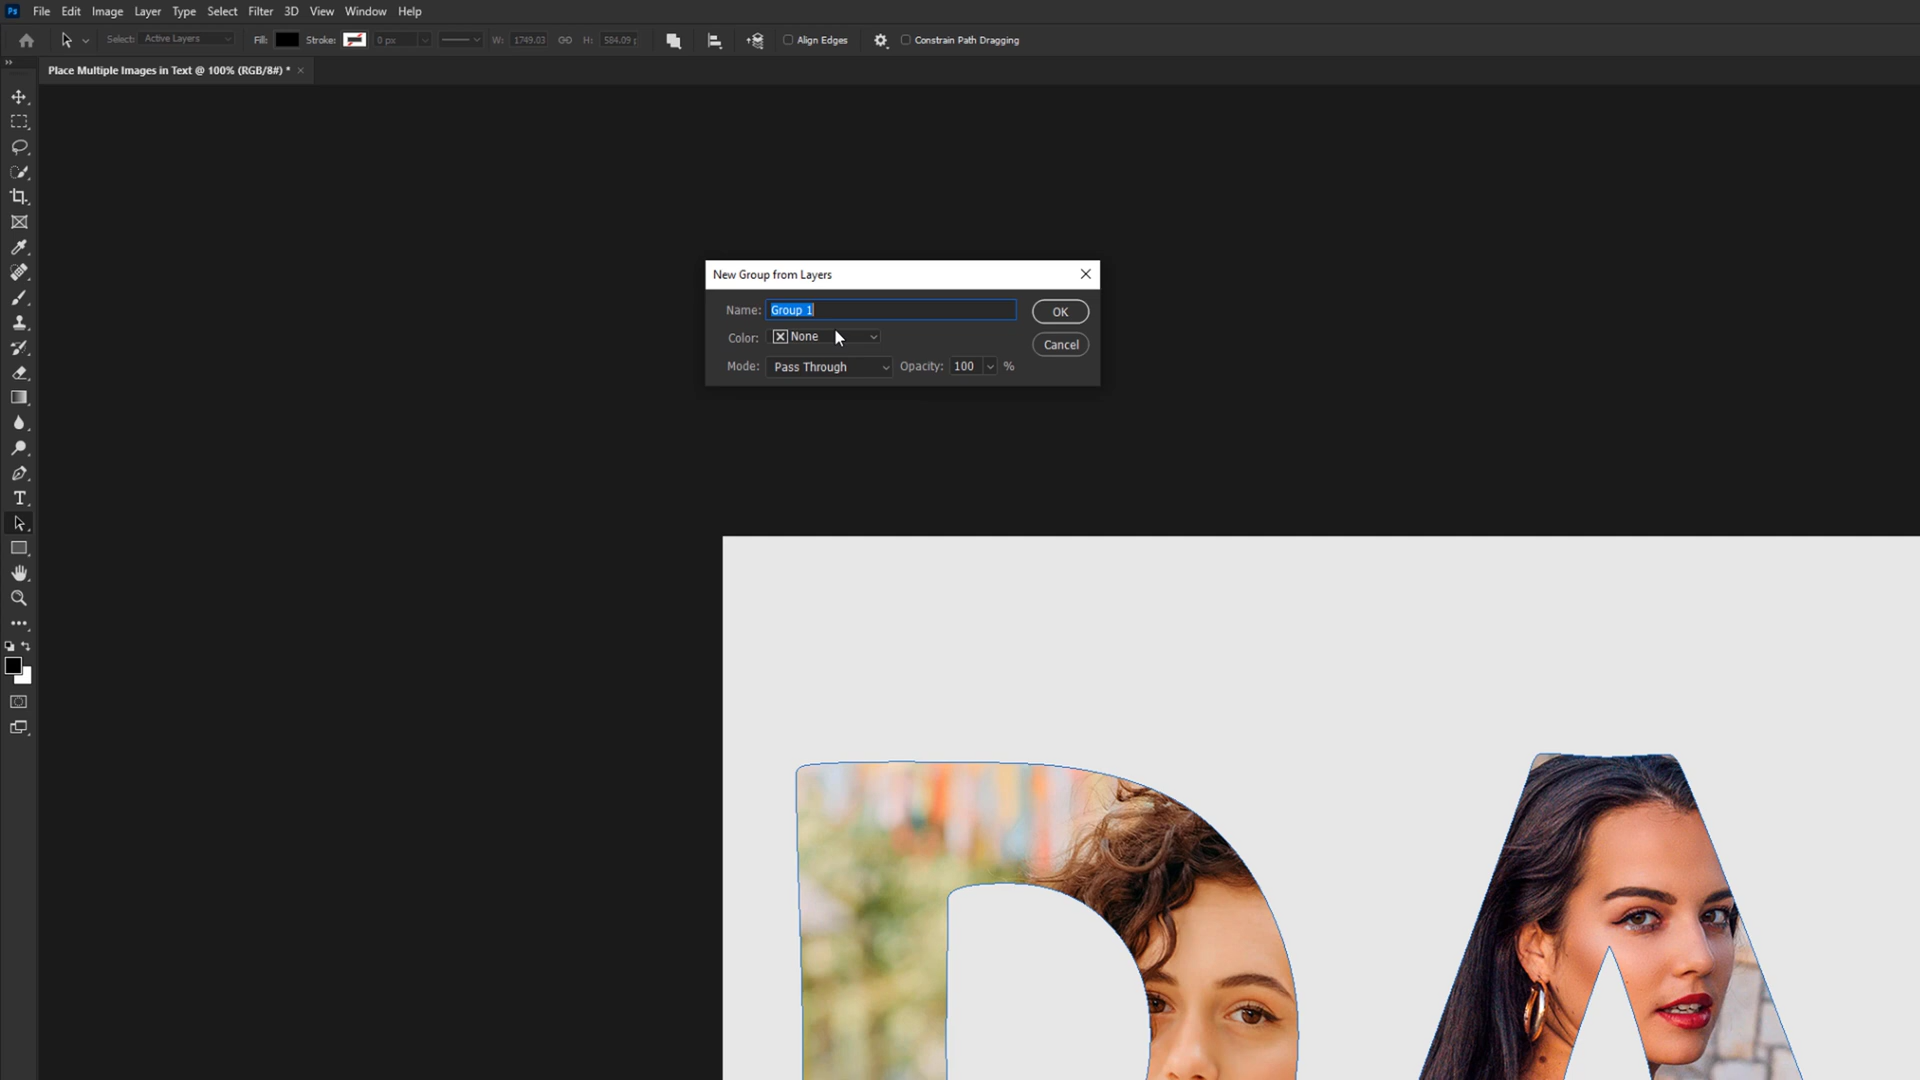 Ps File Edit Image Layer Type Select Filter 3D View Window Help
Select: Active Layers Fill: Stroke: 0 px W: 1749.03 H: 584.09 Align Edges Constrain Path Dragging
Place Multiple Images in Text @ 100% (RGB/8#) *
New Group from Layers
Name: Group 1 OK
Color: None Cancel
Mode: Pass Through Opacity: 100 %